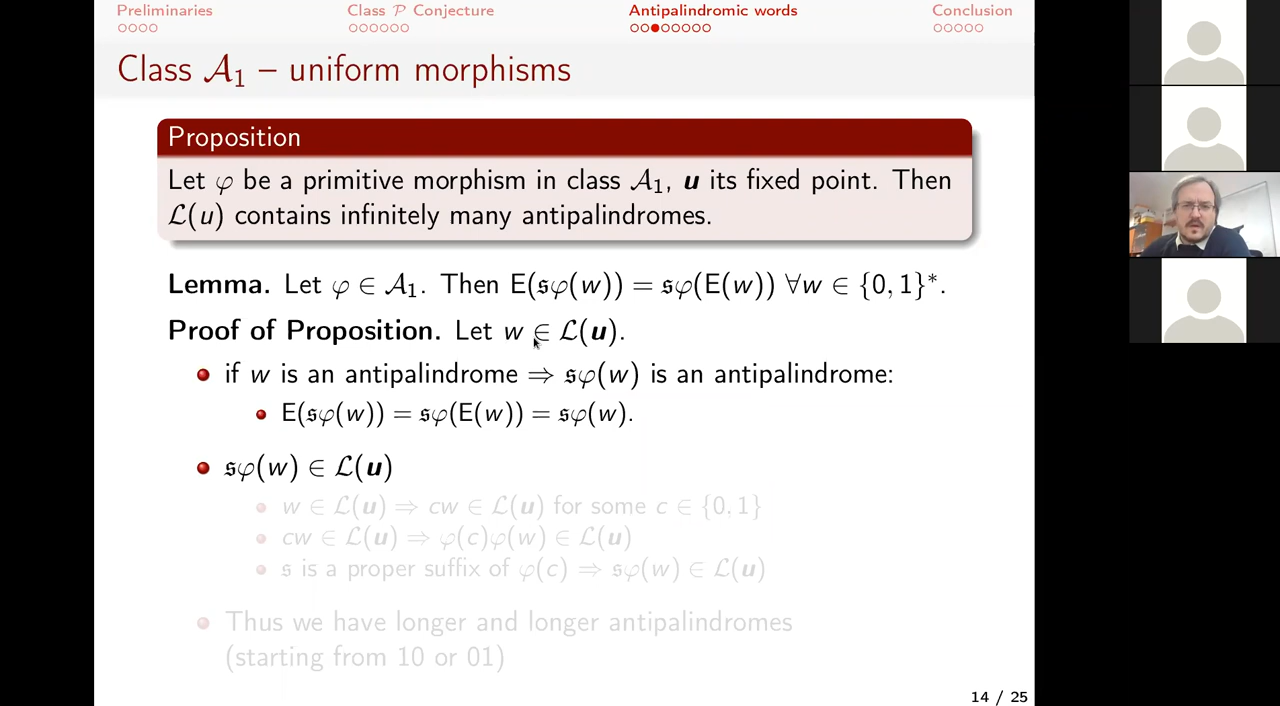 Preliminaries Class 𝒫 Conjecture Antipalindromic words Conclusion
Class 𝒜₁ – uniform morphisms
Proposition
Let φ be a primitive morphism in class 𝒜₁, u its fixed point. Then
ℒ(u) contains infinitely many antipalindromes.
Lemma. Let φ ∈ 𝒜₁. Then E(𝔰φ(w)) = 𝔰φ(E(w)) ∀w ∈ {0, 1}*.
Proof of Proposition. Let w ∈ ℒ(u).
if w is an antipalindrome ⇒ 𝔰φ(w) is an antipalindrome:
E(𝔰φ(w)) = 𝔰φ(E(w)) = 𝔰φ(w).
𝔰φ(w) ∈ ℒ(u)
w ∈ ℒ(u) ⇒ cw ∈ ℒ(u) for some c ∈ {0, 1}
cw ∈ ℒ(u) ⇒ φ(c)φ(w) ∈ ℒ(u)
𝔰 is a proper suffix of φ(c) ⇒ 𝔰φ(w) ∈ ℒ(u)
Thus we have longer and longer antipalindromes
(starting from 10 or 01)
14 / 25